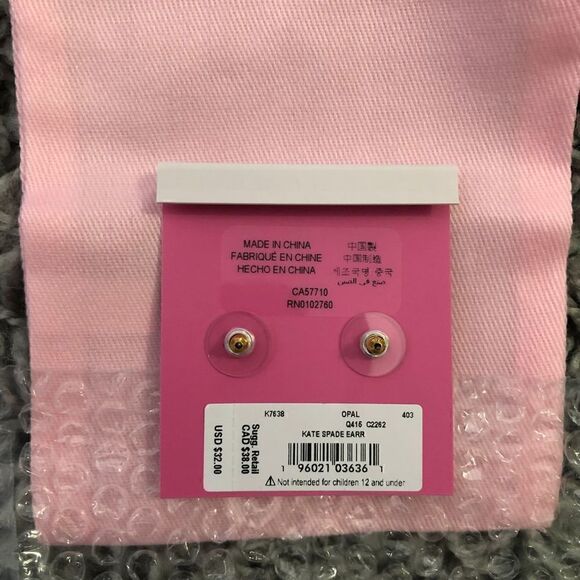 MADE IN CHINA
FABRIQUÉ EN CHINE
HECHO EN CHINA
中国製
中国制造
제조국명 중국
صنع في الصين
CA57710
RN0102760
K7638 OPAL 403
Q415 C2262
KATE SPADE EARR
1 96021 03636 1
⚠ Not intended for children 12 and under
Sugg. Retail
CAD $38.00
USD $32.00